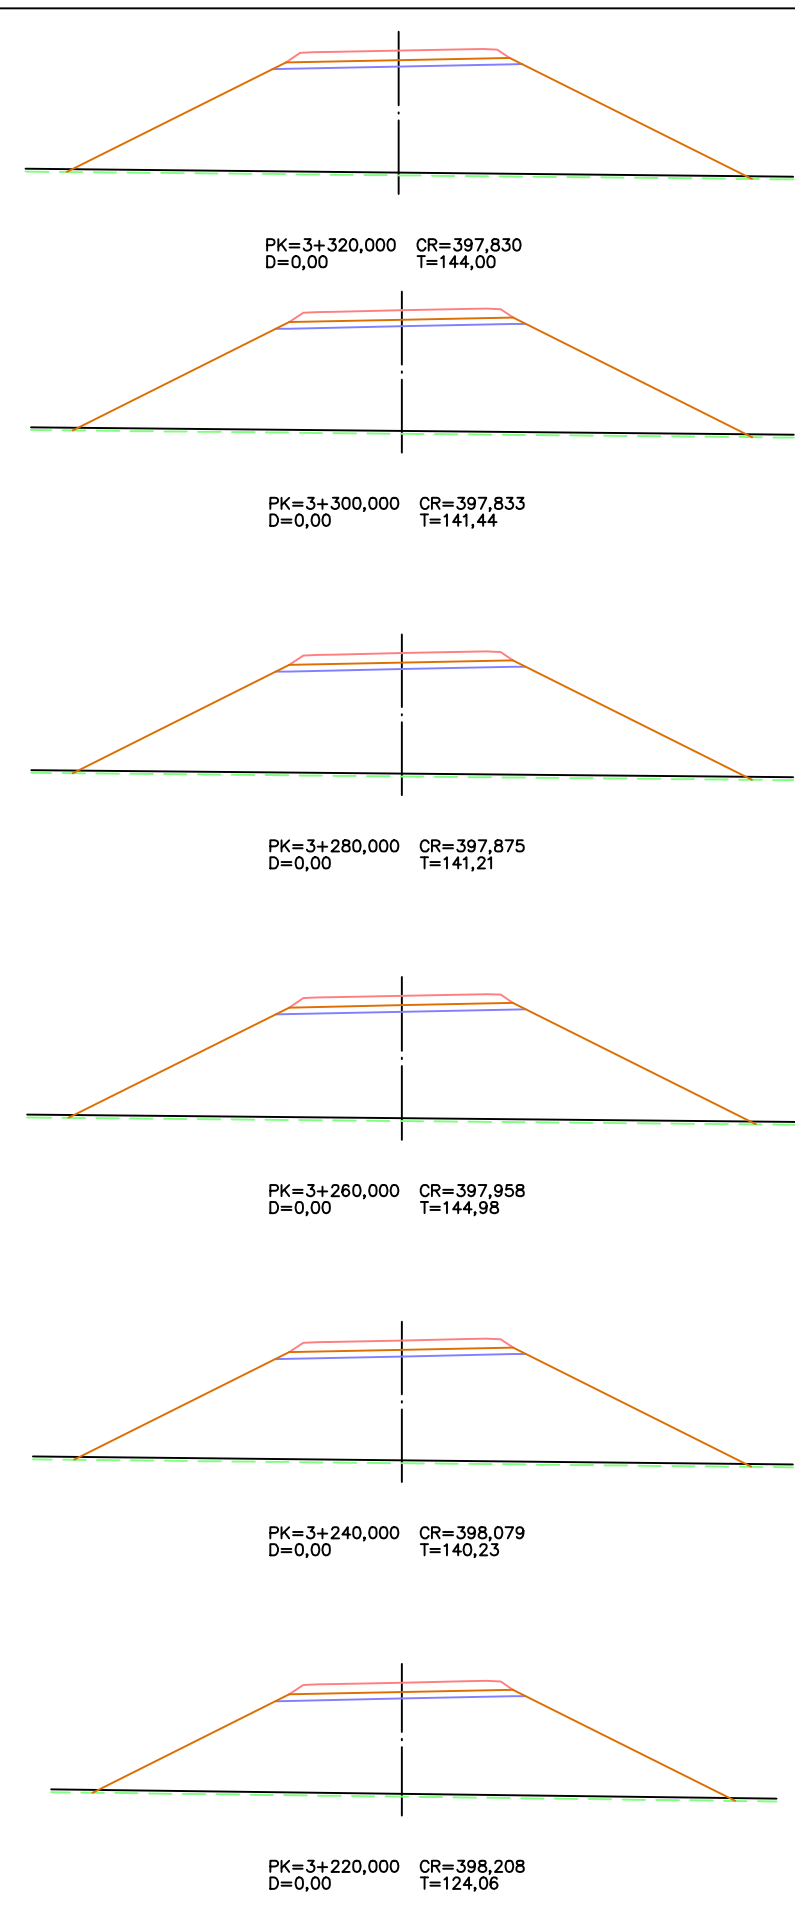 PK=3+320,000 CR=397,830
D=0,00 T=144,00
PK=3+300,000 CR=397,833
D=0,00 T=141,44
PK=3+280,000 CR=397,875
D=0,00 T=141,21
PK=3+260,000 CR=397,958
D=0,00 T=144,98
PK=3+240,000 CR=398,079
D=0,00 T=140,23
PK=3+220,000 CR=398,208
D=0,00 T=124,06